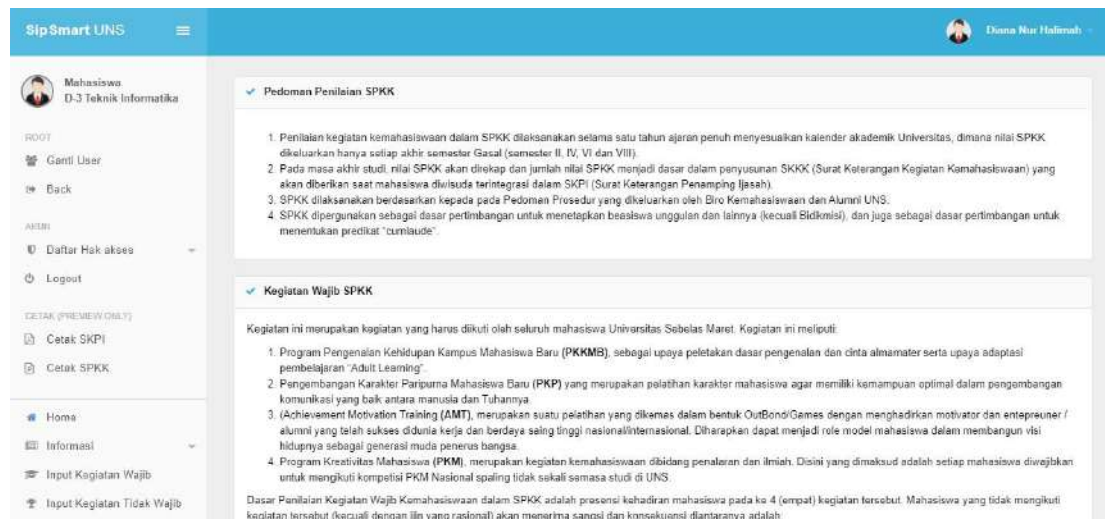 SipSmart UNS
Diana Nur Halimah
Mahasiswa
D-3 Teknik Informatika
ROOT
Ganti User
Back
AKUN
Daftar Hak akses
Logout
CETAK (PREVIEW ONLY)
Cetak SKPI
Cetak SPKK
Home
Informasi
Input Kegiatan Wajib
Input Kegiatan Tidak Wajib
Pedoman Penilaian SPKK
1. Penilaian kegiatan kemahasiswaan dalam SPKK dilaksanakan selama satu tahun ajaran penuh menyesuaikan kalender akademik Universitas, dimana nilai SPKK
dikeluarkan hanya setiap akhir semester Gasal (semester II, IV, VI dan VIII).
2. Pada masa akhir studi, nilai SPKK akan direkap dan jumlah nilai SPKK menjadi dasar dalam penyusunan SKKK (Surat Keterangan Kegiatan Kemahasiswaan) yang
akan diberikan saat mahasiswa diwisuda terintegrasi dalam SKPI (Surat Keterangan Penamping Ijasah).
3. SPKK dilaksanakan berdasarkan kepada pada Pedoman Prosedur yang dikeluarkan oleh Biro Kemahasiswaan dan Alumni UNS.
4. SPKK dipergunakan sebagai dasar pertimbangan untuk menetapkan beasiswa unggulan dan lainnya (kecuali Bidikmisi), dan juga sebagai dasar pertimbangan untuk
menentukan predikat "cumlaude".
Kegiatan Wajib SPKK
Kegiatan ini merupakan kegiatan yang harus diikuti oleh seluruh mahasiswa Universitas Sebelas Maret. Kegiatan ini meliputi:
1. Program Pengenalan Kehidupan Kampus Mahasiswa Baru (PKKMB), sebagai upaya peletakan dasar pengenalan dan cinta almamater serta upaya adaptasi
pembelajaran "Adult Learning".
2. Pengembangan Karakter Paripurna Mahasiswa Baru (PKP) yang merupakan pelatihan karakter mahasiswa agar memiliki kemampuan optimal dalam pengembangan
komunikasi yang baik antara manusia dan Tuhannya.
3. (Achievement Motivation Training (AMT), merupakan suatu pelatihan yang dikemas dalam bentuk OutBond/Games dengan menghadirkan motivator dan entepreuner /
alumni yang telah sukses didunia kerja dan berdaya saing tinggi nasional/internasional. Diharapkan dapat menjadi role model mahasiswa dalam membangun visi
hidupnya sebagai generasi muda penerus bangsa.
4. Program Kreativitas Mahasiswa (PKM), merupakan kegiatan kemahasiswaan dibidang penalaran dan ilmiah. Disini yang dimaksud adalah setiap mahasiswa diwajibkan
untuk mengikuti kompetisi PKM Nasional spaling tidak sekali semasa studi di UNS.
Dasar Penilaian Kegiatan Wajib Kemahasiswaan dalam SPKK adalah presensi kehadiran mahasiswa pada ke 4 (empat) kegiatan tersebut. Mahasiswa yang tidak mengikuti
kegiatan tersebut (kecuali dengan ijin yang rasional) akan menerima sangsi dan konsekuensi diantaranya adalah: